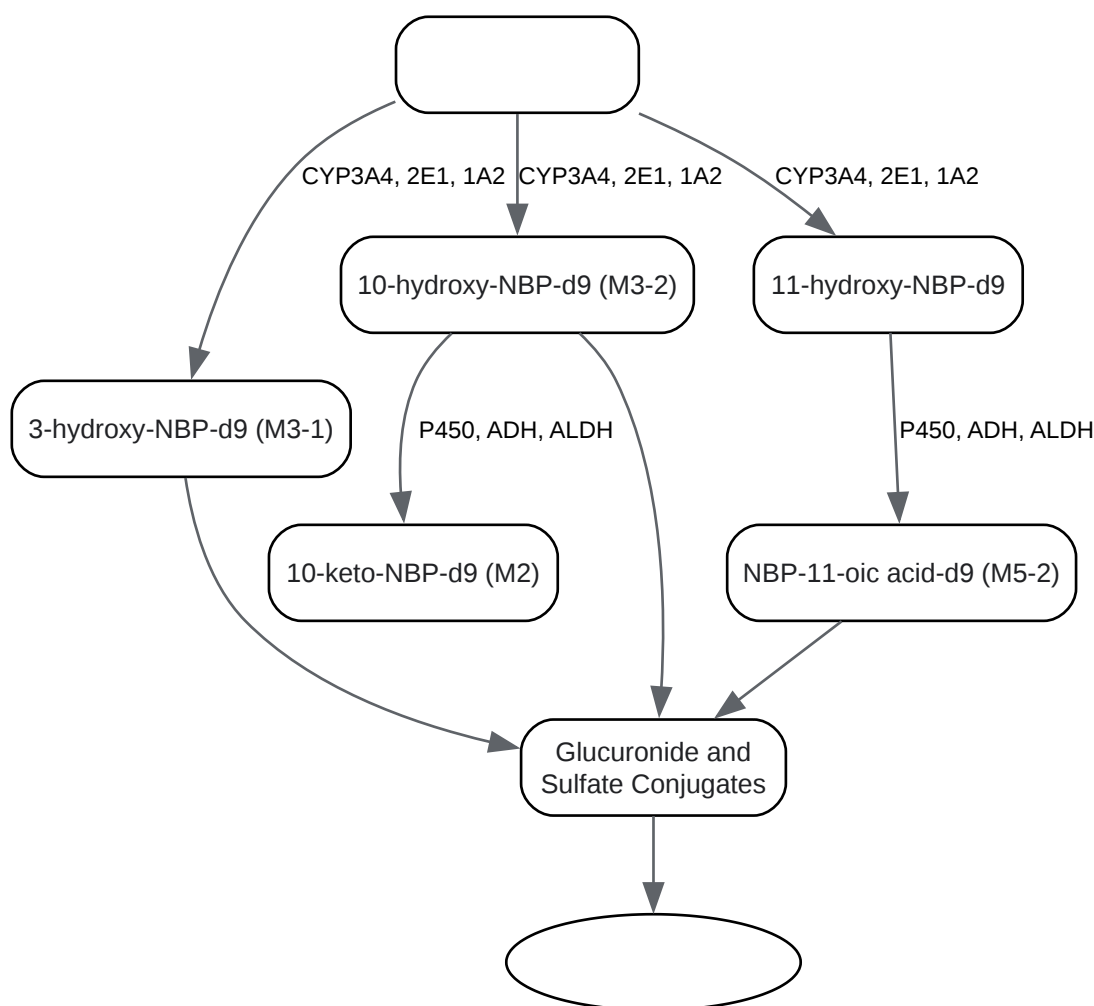 CYP3A4, 2E1, 1A2
CYP3A4, 2E1, 1A2
CYP3A4, 2E1, 1A2
10-hydroxy-NBP-d9 (M3-2)
11-hydroxy-NBP-d9
3-hydroxy-NBP-d9 (M3-1)
P450, ADH, ALDH
P450, ADH, ALDH
10-keto-NBP-d9 (M2)
NBP-11-oic acid-d9 (M5-2)
Glucuronide and
Sulfate Conjugates